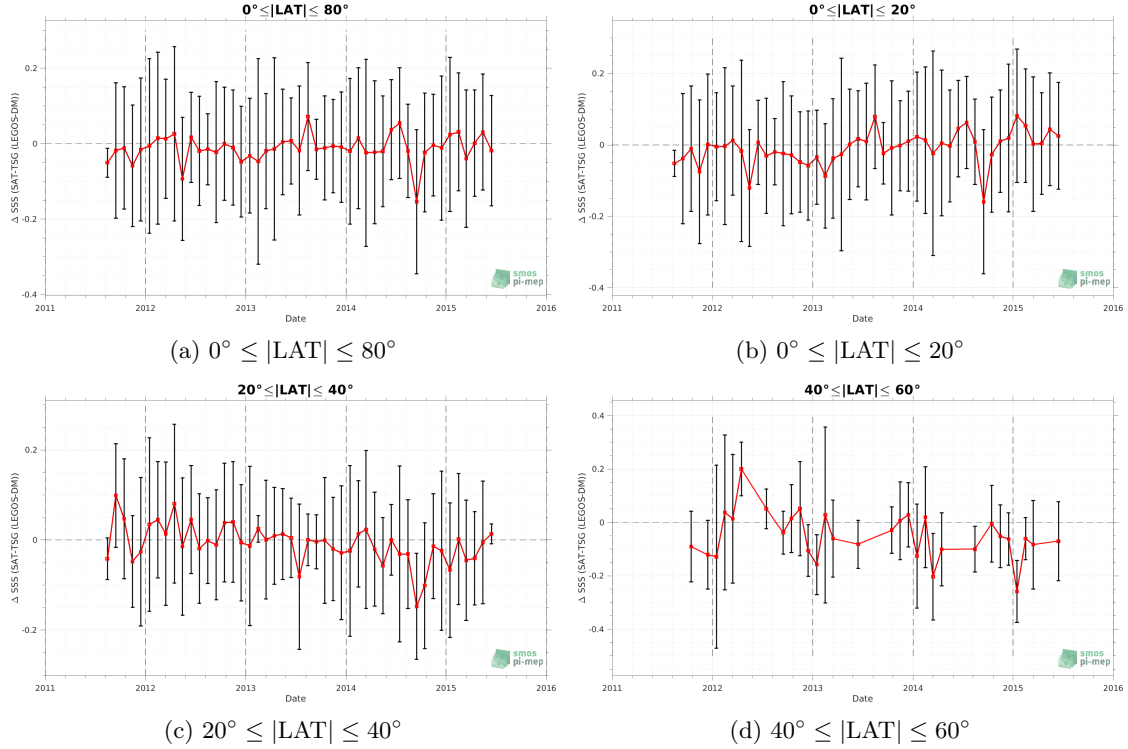 0°≤|LAT|≤ 80°
Δ SSS (SAT-TSG (LEGOS-DM))
0.2
0
-0.2
-0.4
2011 2012 2013 2014 2015 2016
Date
smos
pi-mep
(a) 0° ≤ |LAT| ≤ 80°
0°≤|LAT|≤ 20°
Δ SSS (SAT-TSG (LEGOS-DM))
0.2
0
-0.2
-0.4
2011 2012 2013 2014 2015 2016
Date
smos
pi-mep
(b) 0° ≤ |LAT| ≤ 20°
20°≤|LAT|≤ 40°
Δ SSS (SAT-TSG (LEGOS-DM))
0.2
0
-0.2
2011 2012 2013 2014 2015 2016
Date
smos
pi-mep
(c) 20° ≤ |LAT| ≤ 40°
40°≤|LAT|≤ 60°
Δ SSS (SAT-TSG (LEGOS-DM))
0.4
0.2
0
-0.2
-0.4
2011 2012 2013 2014 2015 2016
Date
smos
pi-mep
(d) 40° ≤ |LAT| ≤ 60°